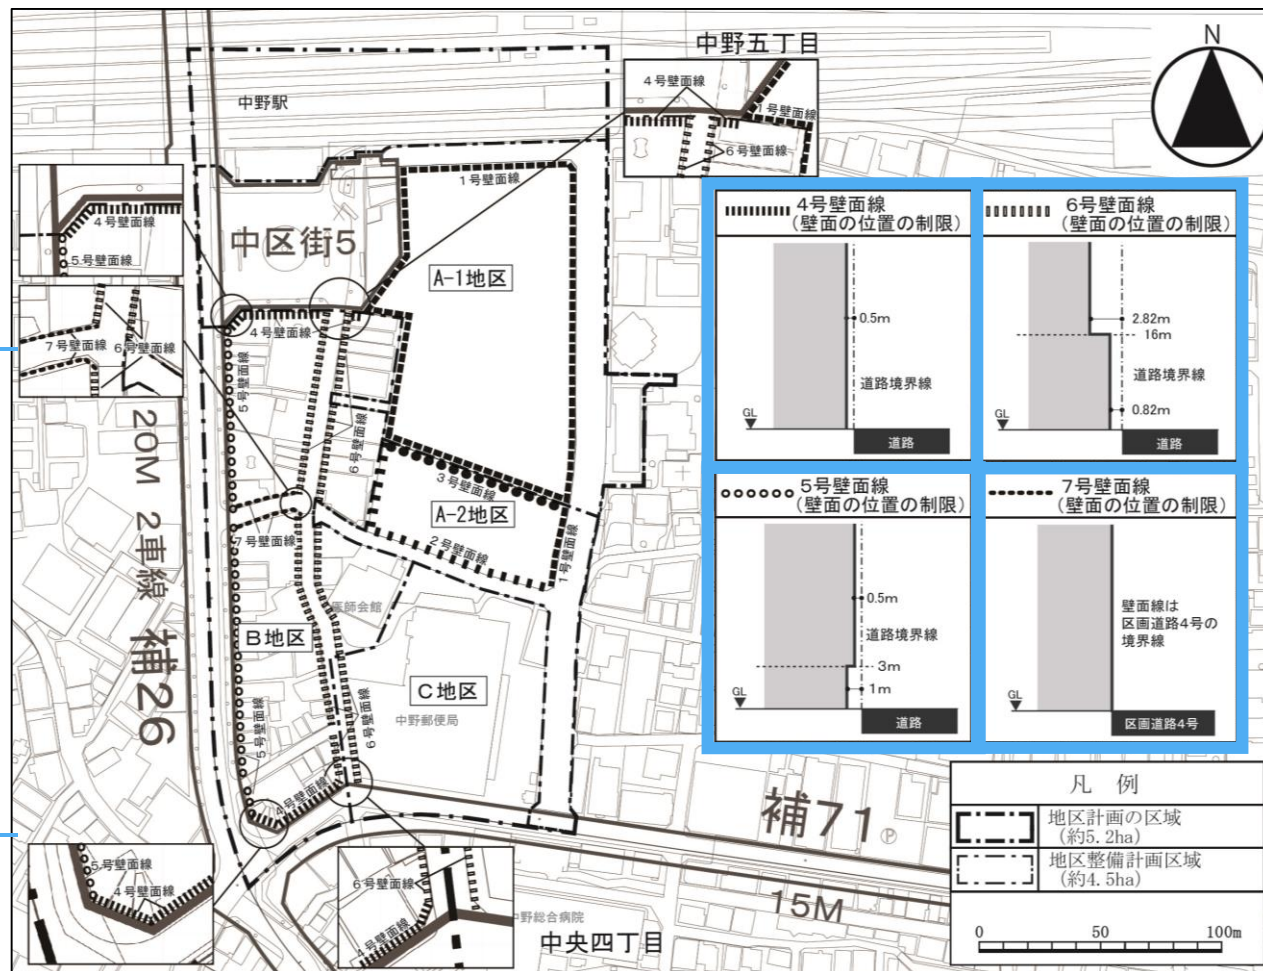 中野五丁目
N
中野駅
4号壁面線
1号壁面線
6号壁面線
1号壁面線
4号壁面線
5号壁面線
中区街5
A-1地区
7号壁面線
6号壁面線
4号壁面線
5号壁面線
6号壁面線
3号壁面線
A-2地区
2号壁面線
1号壁面線
7号壁面線
20M 2車線 補26
医師会館
B地区
C地区
中野郵便局
5号壁面線
6号壁面線
4号壁面線
補71
15M
P
5号壁面線
4号壁面線
6号壁面線
4号壁面線
中野総合病院
中央四丁目
4号壁面線
(壁面の位置の制限)
0.5m
道路境界線
GL
道路
6号壁面線
(壁面の位置の制限)
2.82m
16m
道路境界線
0.82m
GL
道路
5号壁面線
(壁面の位置の制限)
0.5m
道路境界線
3m
1m
GL
道路
7号壁面線
(壁面の位置の制限)
壁面線は
区画道路4号の
境界線
GL
区画道路4号
凡 例
地区計画の区域
(約5.2ha)
地区整備計画区域
(約4.5ha)
0 50 100m